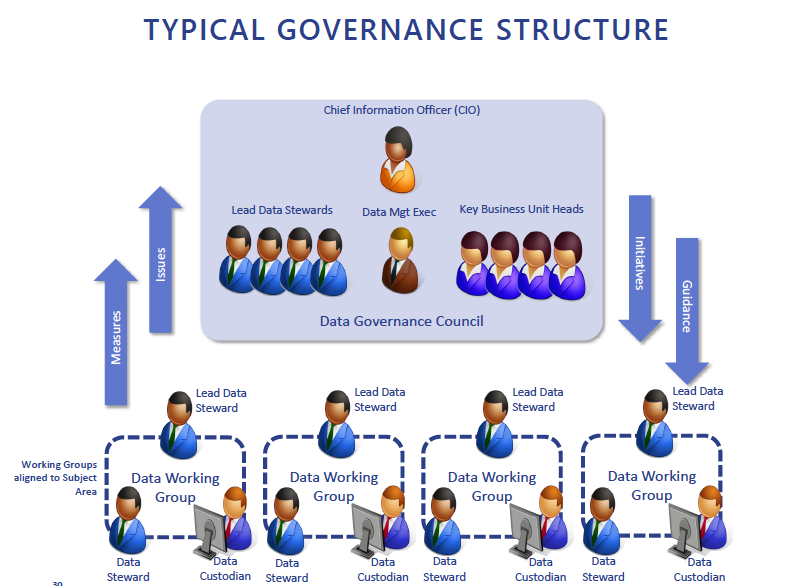 TYPICAL GOVERNANCE STRUCTURE
Chief Information Officer (CIO)
Lead Data Stewards
Data Mgt Exec
Key Business Unit Heads
Data Governance Council
Measures
Issues
Initiatives
Guidance
Lead Data
Steward
Lead Data
Steward
Lead Data
Steward
Lead Data
Steward
Working Groups
aligned to Subject
Area
Data Working
Group
Data Working
Group
Data Working
Group
Data Working
Group
Data
Steward
Data
Custodian
Data
Steward
Data
Custodian
Data
Steward
Data
Custodian
Data
Steward
Data
Custodian
30